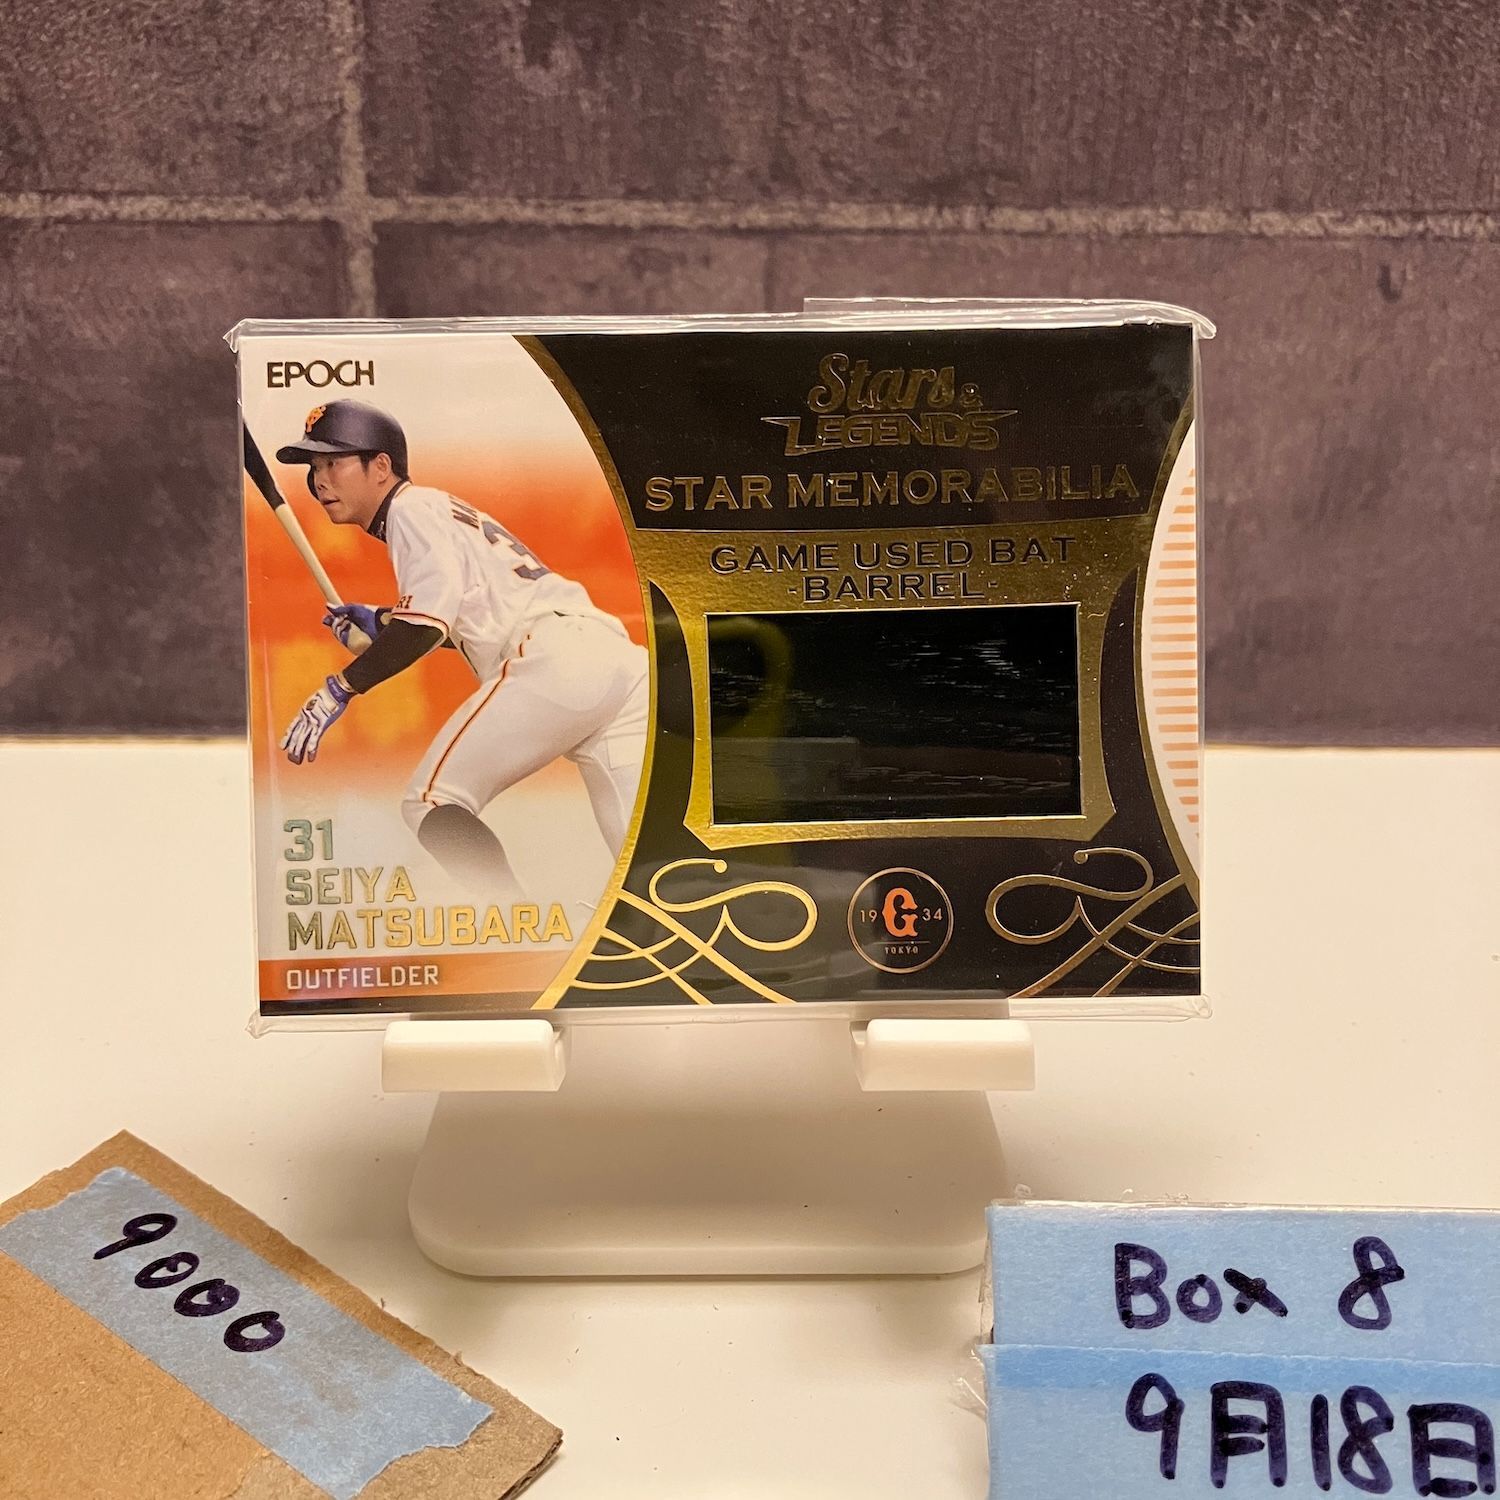 EPOCH
Stars &
LEGENDS
STAR MEMORABILIA
GAME USED BAT
-BARREL-
31
SEIYA
MATSUBARA
OUTFIELDER
19 G 34
TOKYO
9000
Box 8
9月18日